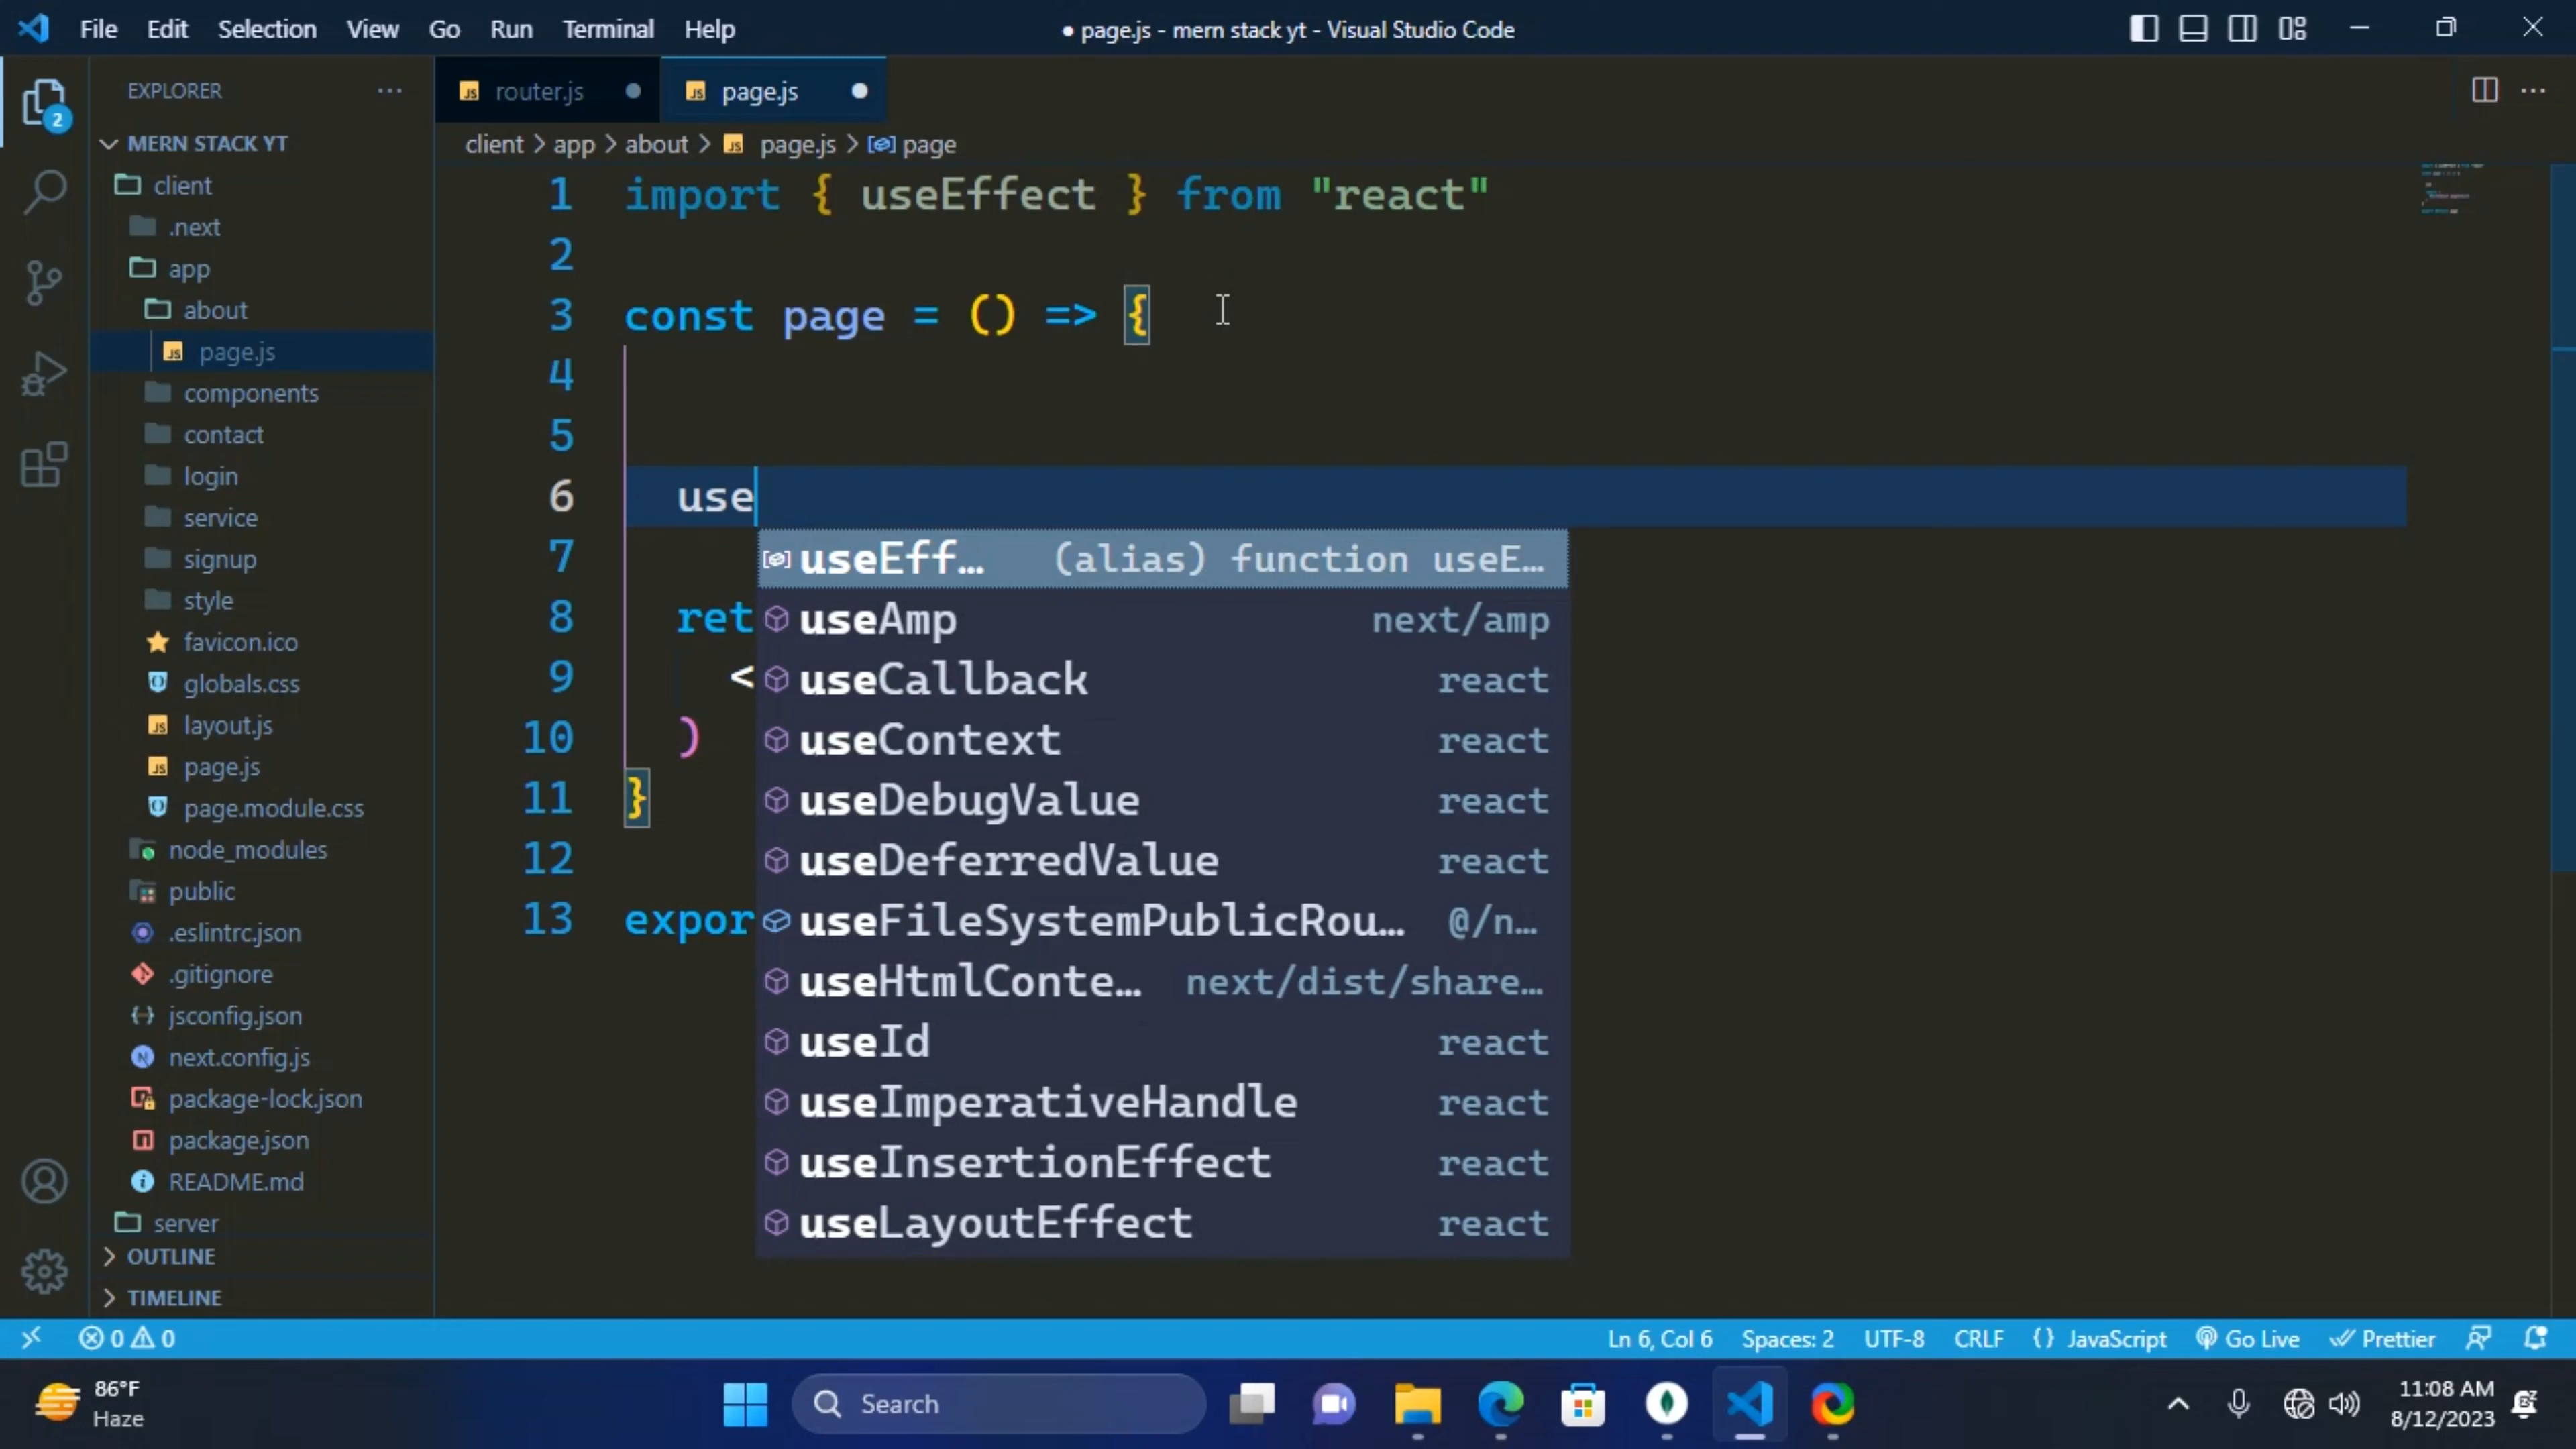 File Edit Selection View Go Run Terminal Help
● page.js - mern stack yt - Visual Studio Code
EXPLORER ...
2
MERN STACK YT
client
.next
app
about
page.js
components
contact
login
service
signup
style
favicon.ico
globals.css
layout.js
page.js
page.module.css
node_modules
public
.eslintrc.json
.gitignore
jsconfig.json
next.config.js
package-lock.json
package.json
README.md
server
OUTLINE
TIMELINE
JS router.js ● JS page.js ●
client > app > about > JS page.js > page
1 import { useEffect } from "react"
2
3 const page = () => {
4
5
6 use
7
8 ret
9 <
10 )
11 }
12
13 expor
useEff… (alias) function useE…
useAmp next/amp
useCallback react
useContext react
useDebugValue react
useDeferredValue react
useFileSystemPublicRou… @/n…
useHtmlConte… next/dist/share…
useId react
useImperativeHandle react
useInsertionEffect react
useLayoutEffect react
0 0 Ln 6, Col 6 Spaces: 2 UTF-8 CRLF {} JavaScript Go Live Prettier
86°F
Haze
Search
11:08 AM
8/12/2023